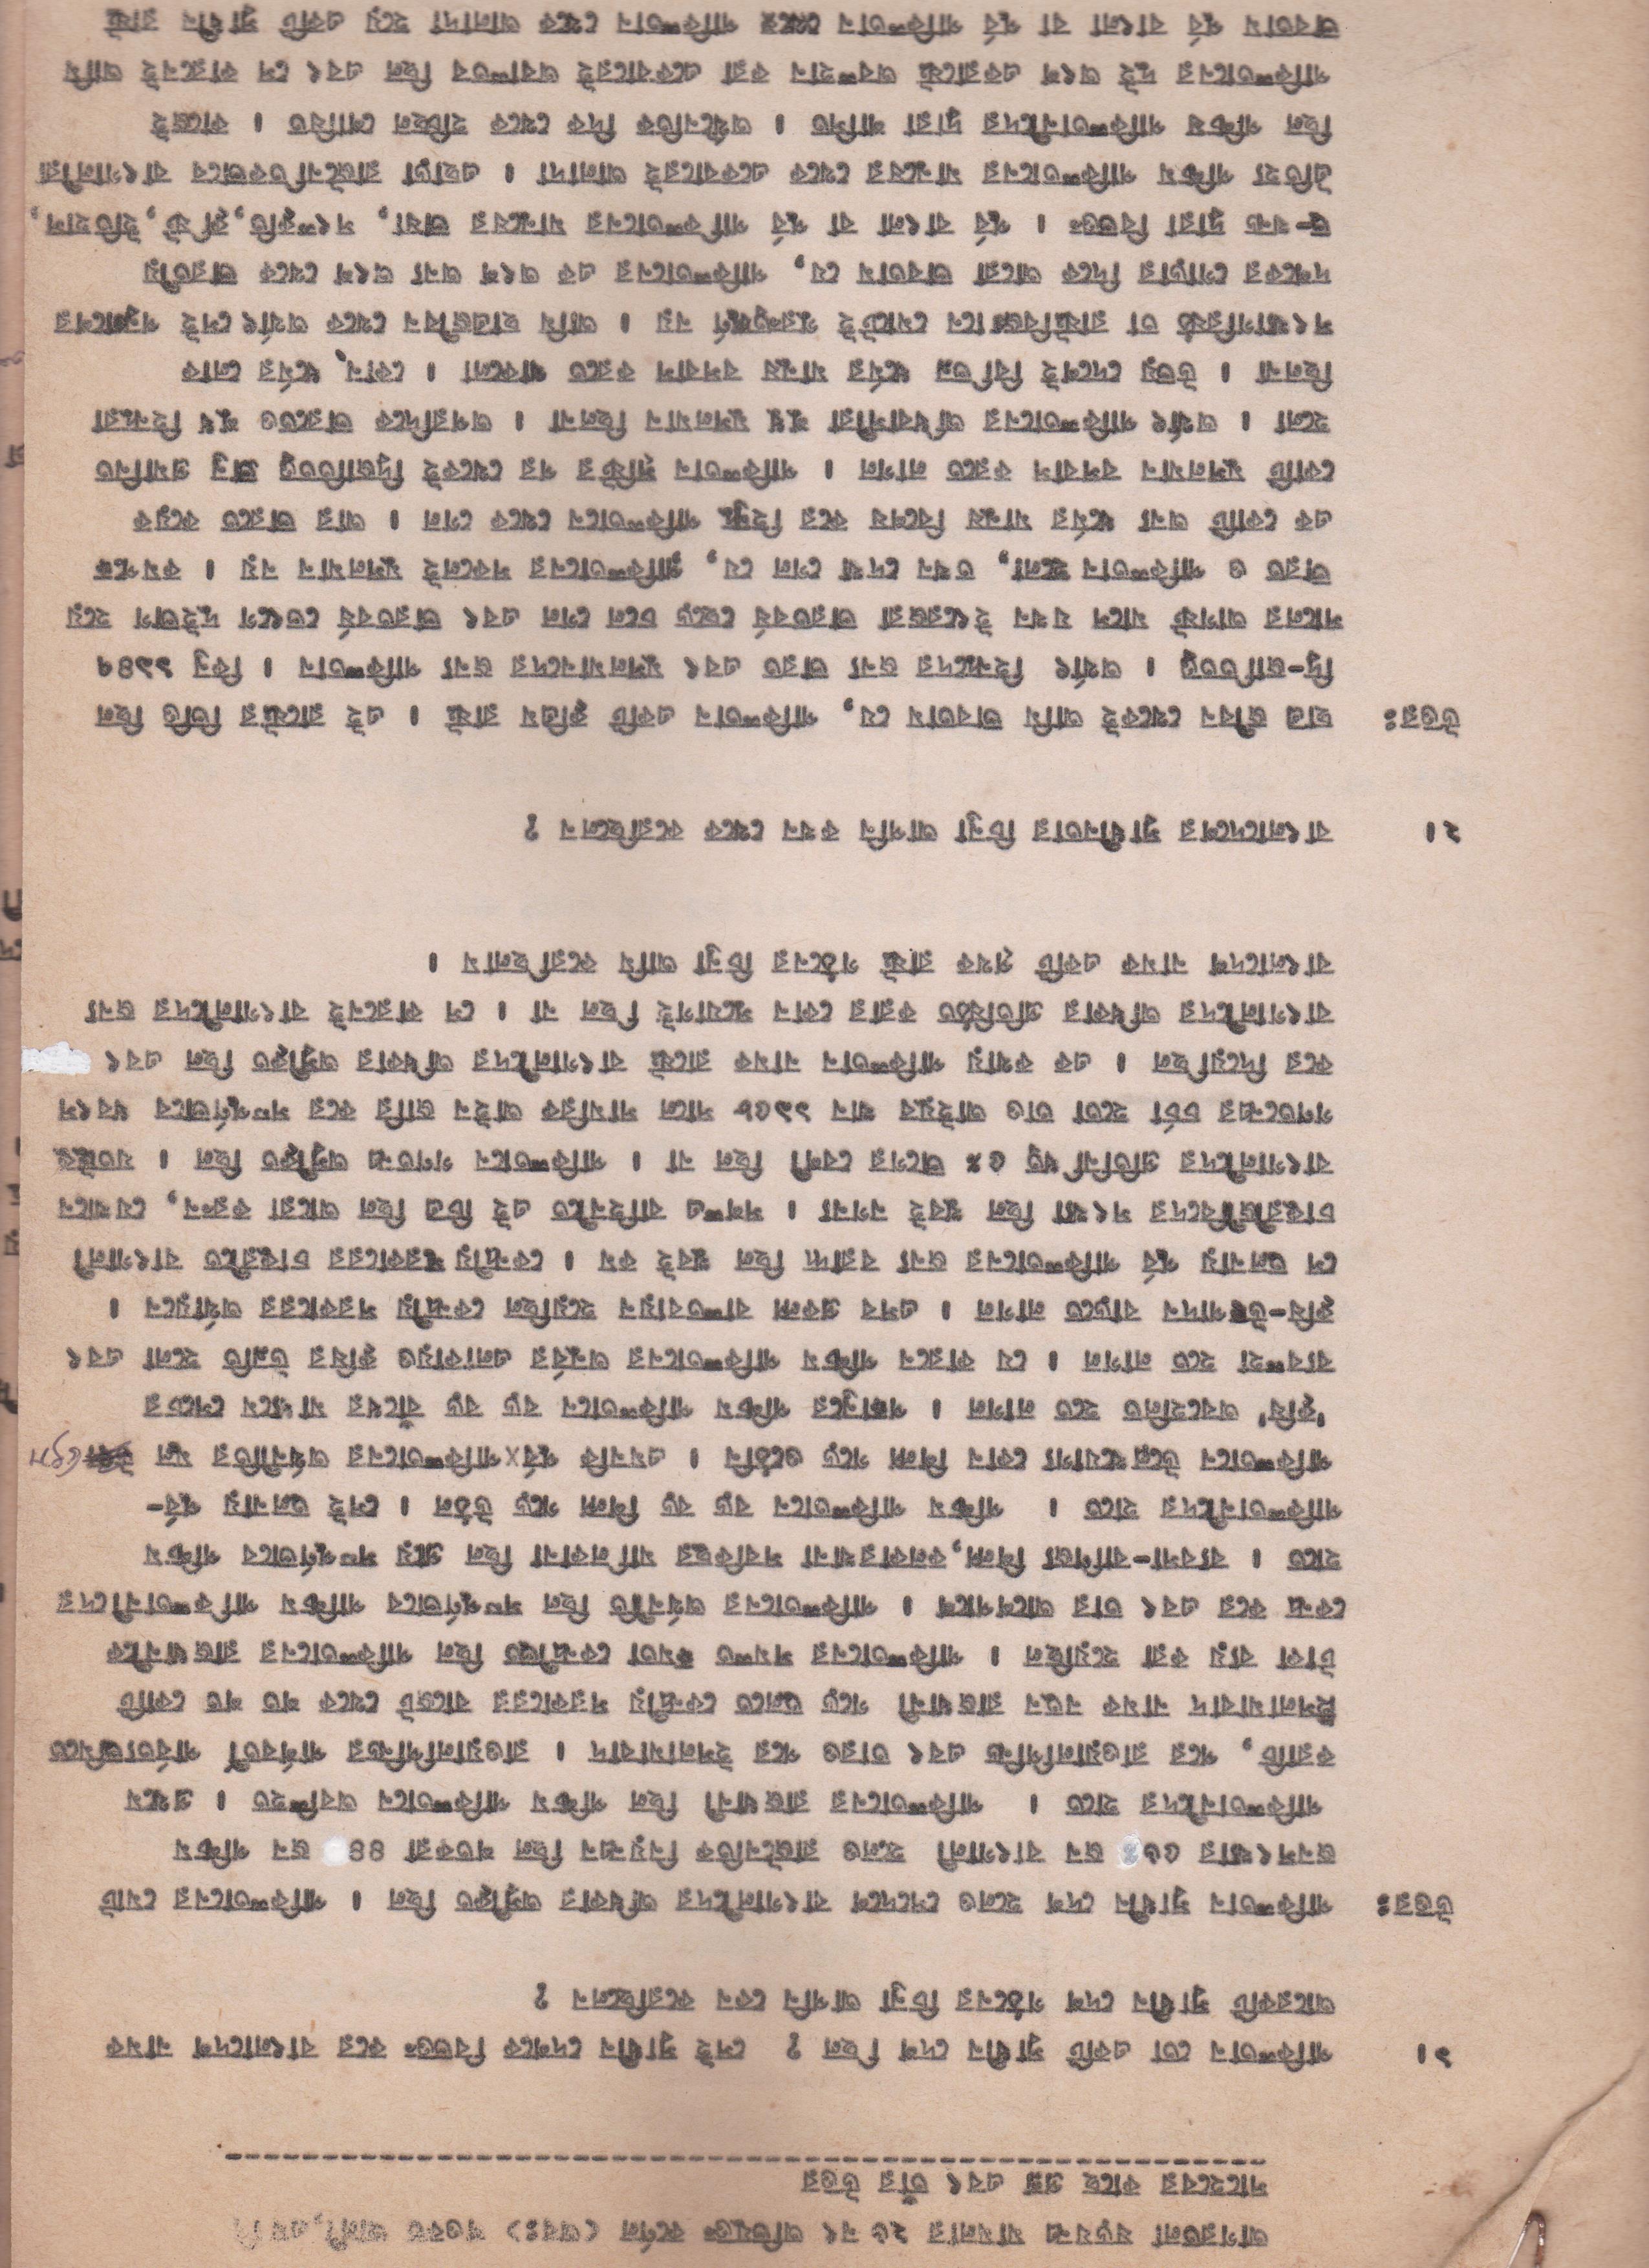 আগরতলা ষড়যন্ত্র মামলার ২৬ নং অভিযুক্ত কর্ণেল (অবঃ) শওকত আলী,এমপি
সাহেবের কাছে প্রশ্ন এবং তাঁর উত্তর
১। পাকিস্তান তো একটি স্বাধীন দেশ ছিল ? সেই স্বাধীন দেশকে বিভক্ত করে বাংলাদেশ নামক
আরেকটি স্বাধীন দেশ গঠনের চিন্তা আপনি কেন করেছিলেন ?
উত্তরঃ পাকিস্তান স্বাধীন দেশ হলেও সেদেশে বাংগালীদের অধিকার অস্বীকৃত ছিল । পাকিস্তানের মোট
জনসংখ্যার ৫৬ জন বাংগালী হলেও রাজনৈতিক নিয়ন্ত্রন ছিল শতকরা ৪৪ জন পশ্চিম
পাকিস্তানীদের হাতে । পাকিস্তানের রাজধানী ছিল পশ্চিম পাকিস্তানে অবস্হিত । প্রথমে
করাচি, পরে রাওয়ালপিন্ডি এবং তারও পরে ইসলামাবাদ । রাওয়ালপিন্ডির পার্শবর্তী পার্বত্যভূমিতে
ইসলামাবাদ নামক নতুন রাজধানী গড়ে তুলতে কেন্দ্রীয় সরকারের বাজেট থেকে শত শত কোটি
টাকা ব্যয় করা হয়েছিল । পাকিস্তানের সমস্ত ক্ষমতা কেন্দ্রীভূত ছিল পাকিস্তানের রাজধানীকে
কেন্দ্র করে এবং তার আশেপাশে । পাকিস্তানের অর্থনীতি ছিল সম্পূর্ণভাবে পাশ্চিম পাকিস্তানীদের
হাতে । ব্যবসা-বাণিজ্য শিল্প,কলকারখানা সবকিছুর মালিকানা ছিল প্রায় সম্পূর্ণভাবে পশ্চিম
পাকিস্তানীদের হাতে । পশ্চিম পাকিস্তানে বড় বড় শিল্প গড়ে উঠল । সেই তুলনায় পূর্ব-
পাকিস্তানে উল্লেখযোগ্য কোন শিল্প গড়ে ওঠেনি । এমনকি পূর্বxপাকিস্তানের অর্থনীতির মূল উৎস
'কৃষি' অবহেলিত হতে লাগল । পক্ষান্তরে পশ্চিম পাকিস্তানে বড় বড় বাঁধের মাধ্যমে সেচের
ব্যবস্হা হতে লাগল । যে কারনে পশ্চিম পাকিস্তানের অনুর্বর এলাকায়ও কৃষির উন্নতি হলো এবং
কৃষি-উৎপাদন বাড়তে লাগল । এসব প্রকল্প বাস্তবায়ন হয়েছিল কেন্দ্রীয় সরকারের অর্থায়নে ।
সে তুলনায় পূর্ব পাকিস্তানের জন্য বরাদ্দ ছিল খুবই কম । কেন্দ্রীয় সরকারের চাকুরীতে বাংগালী
চাকুরীজীবিদের সংখ্যা ছিল খুবই নগন্য । সশস্ত্র বাহিনীতে এই চিত্র ছিল আরো করুন, যেখানে
বাংগালীদের প্রতিনিধিত্ব ৫% ভাগের বেশী ছিল না । পাকিস্তানে গণতন্ত্র অস্বীকৃত ছিল । যতটুকু
গণতন্ত্রের চর্চা হতো তাও আইয়ুব খান ১৯৫৮ সালে সামরিক আইন জারি করে সম্পূর্ণভাবে ধবংস
করে দিয়েছিল । এক কথায় পাকিস্তান নামক রাষ্ট্রে বাংগালীদের অধিকার অস্বীকৃত ছিল এবং
বাংগালীদের অধিকার প্রতিষ্ঠিত করার কোন সুযোগই ছিল না । সে কারনেই বাংগালীদের জন্য
বাংলাদেশ নামক একটি পৃথক রাষ্ট্র গঠনের চিন্তা আমি করেছিলাম ।
২। বাংলাদেশের স্বাধীনতার চিন্তা আপনি কখন থেকে করেছিলেন ?
উত্তরঃ ছাত্র জীবন থেকেই আমি ভাবতাম যে, পাকিস্তান একটি কৃত্রিম রাষ্ট্র । এই রাষ্ট্রের ভিত্তি ছিল
দ্বি-জাতিতত্ত্ব । অর্থাৎ হিন্দুদের জন্য ভারত এবং মুসলমানদের জন্য পাকিস্তান । কিন্তু ১৯৪৭
সালের আগষ্ট মাসে যখন ইংরেজরা ভারতবর্ষ ছেড়ে চলে গেল এবং ভারতবর্ষ ভেংগে দুইভাগ হয়ে
ভারত ও পাকিস্তান হলো, তখন দেখা গেল যে, পাকিস্তানের সকলেই মুসলমান নয় । কমপক্ষে
এক কোটি অন্য ধর্মের মানুষ বিশেষ করে হিন্দু পাকিস্তানে থেকে গেল । আর ভারতে কয়েক
কোটি মুসলমান বসবাস করতে লাগল । পাকিস্তান সৃষ্টির পর থেকেই দ্বিজাতিতত্ত্ব ভ্রান্ত প্রমানিত
হলো । অর্থাৎ পাকিস্তানের অধিবাসীরা শুধু মুসলমান ছিলনা । অপরদিকে ভারতেও শুধু হিন্দুরা
ছিলনা । উভয় দেশেই বিভিন্ন ধর্মের মানুষ বসবাস করতে থাকলো । কোন্ ধর্মের লোক
সংখ্যাগরিষ্ঠ তা রাষ্ট্রবিজ্ঞানে মোটেই গুরুত্বপূর্ণ নয় । আমি ছাত্রজীবন থেকে অর্থাৎ সেই পঞ্চাশের
দশকের গোড়ার দিকে আরো ভাবতাম যে, পাকিস্তানের এক অংশ অন্য অংশ থেকে ভারতীয়
ভূ-খন্ড দ্বারা বিভক্ত । পূর্ব বাংলা বা পূর্ব পাকিস্তানের মানুষের ভাষা, সংস্কৃতি,কৃষ্টি,ইতিহাস,
ঐতিহ্য পশ্চিম পাকিস্তানের মানুষের থেকে একেবারেই আলাদা । এছাড়া রাজনৈতিকভাবে বাংগালীরা
ছিল পশ্চিম পাকিস্তানীদের দ্বারা শাসিত । অর্থনৈতিক দিক থেকে হচ্ছিল শোষিত । কাজেই
পাকিস্তানের দুই অংশ একরাষ্ট্রে অবস্হান করা একেবারেই অবাস্তব ছিল এবং সে কারনেই আমি
ভাবতাম পূর্ব বাংলা বা পূর্ব পাকিস্তান পাকিস্তান থেকে আলাদা হয়ে একটি স্বাধীন রাষ্ট্র